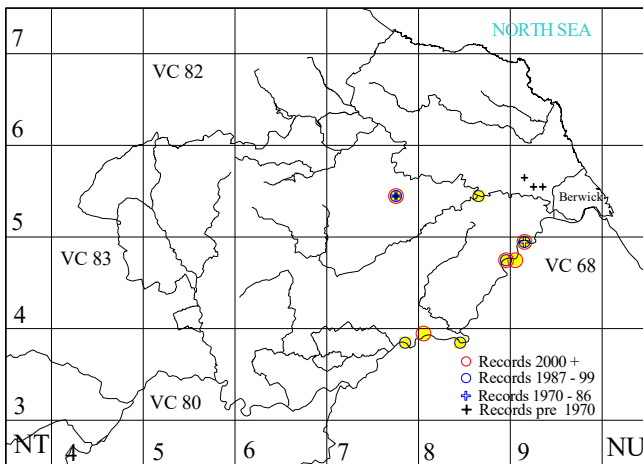 NORTH SEA
7
VC 82
6
Berwick
5
VC 83
VC 68
4
Records 2000 +
Records 1987 - 99
Records 1970 - 86
Records pre 1970
VC 80
3
NT 4 5 6 7 8 9 NU